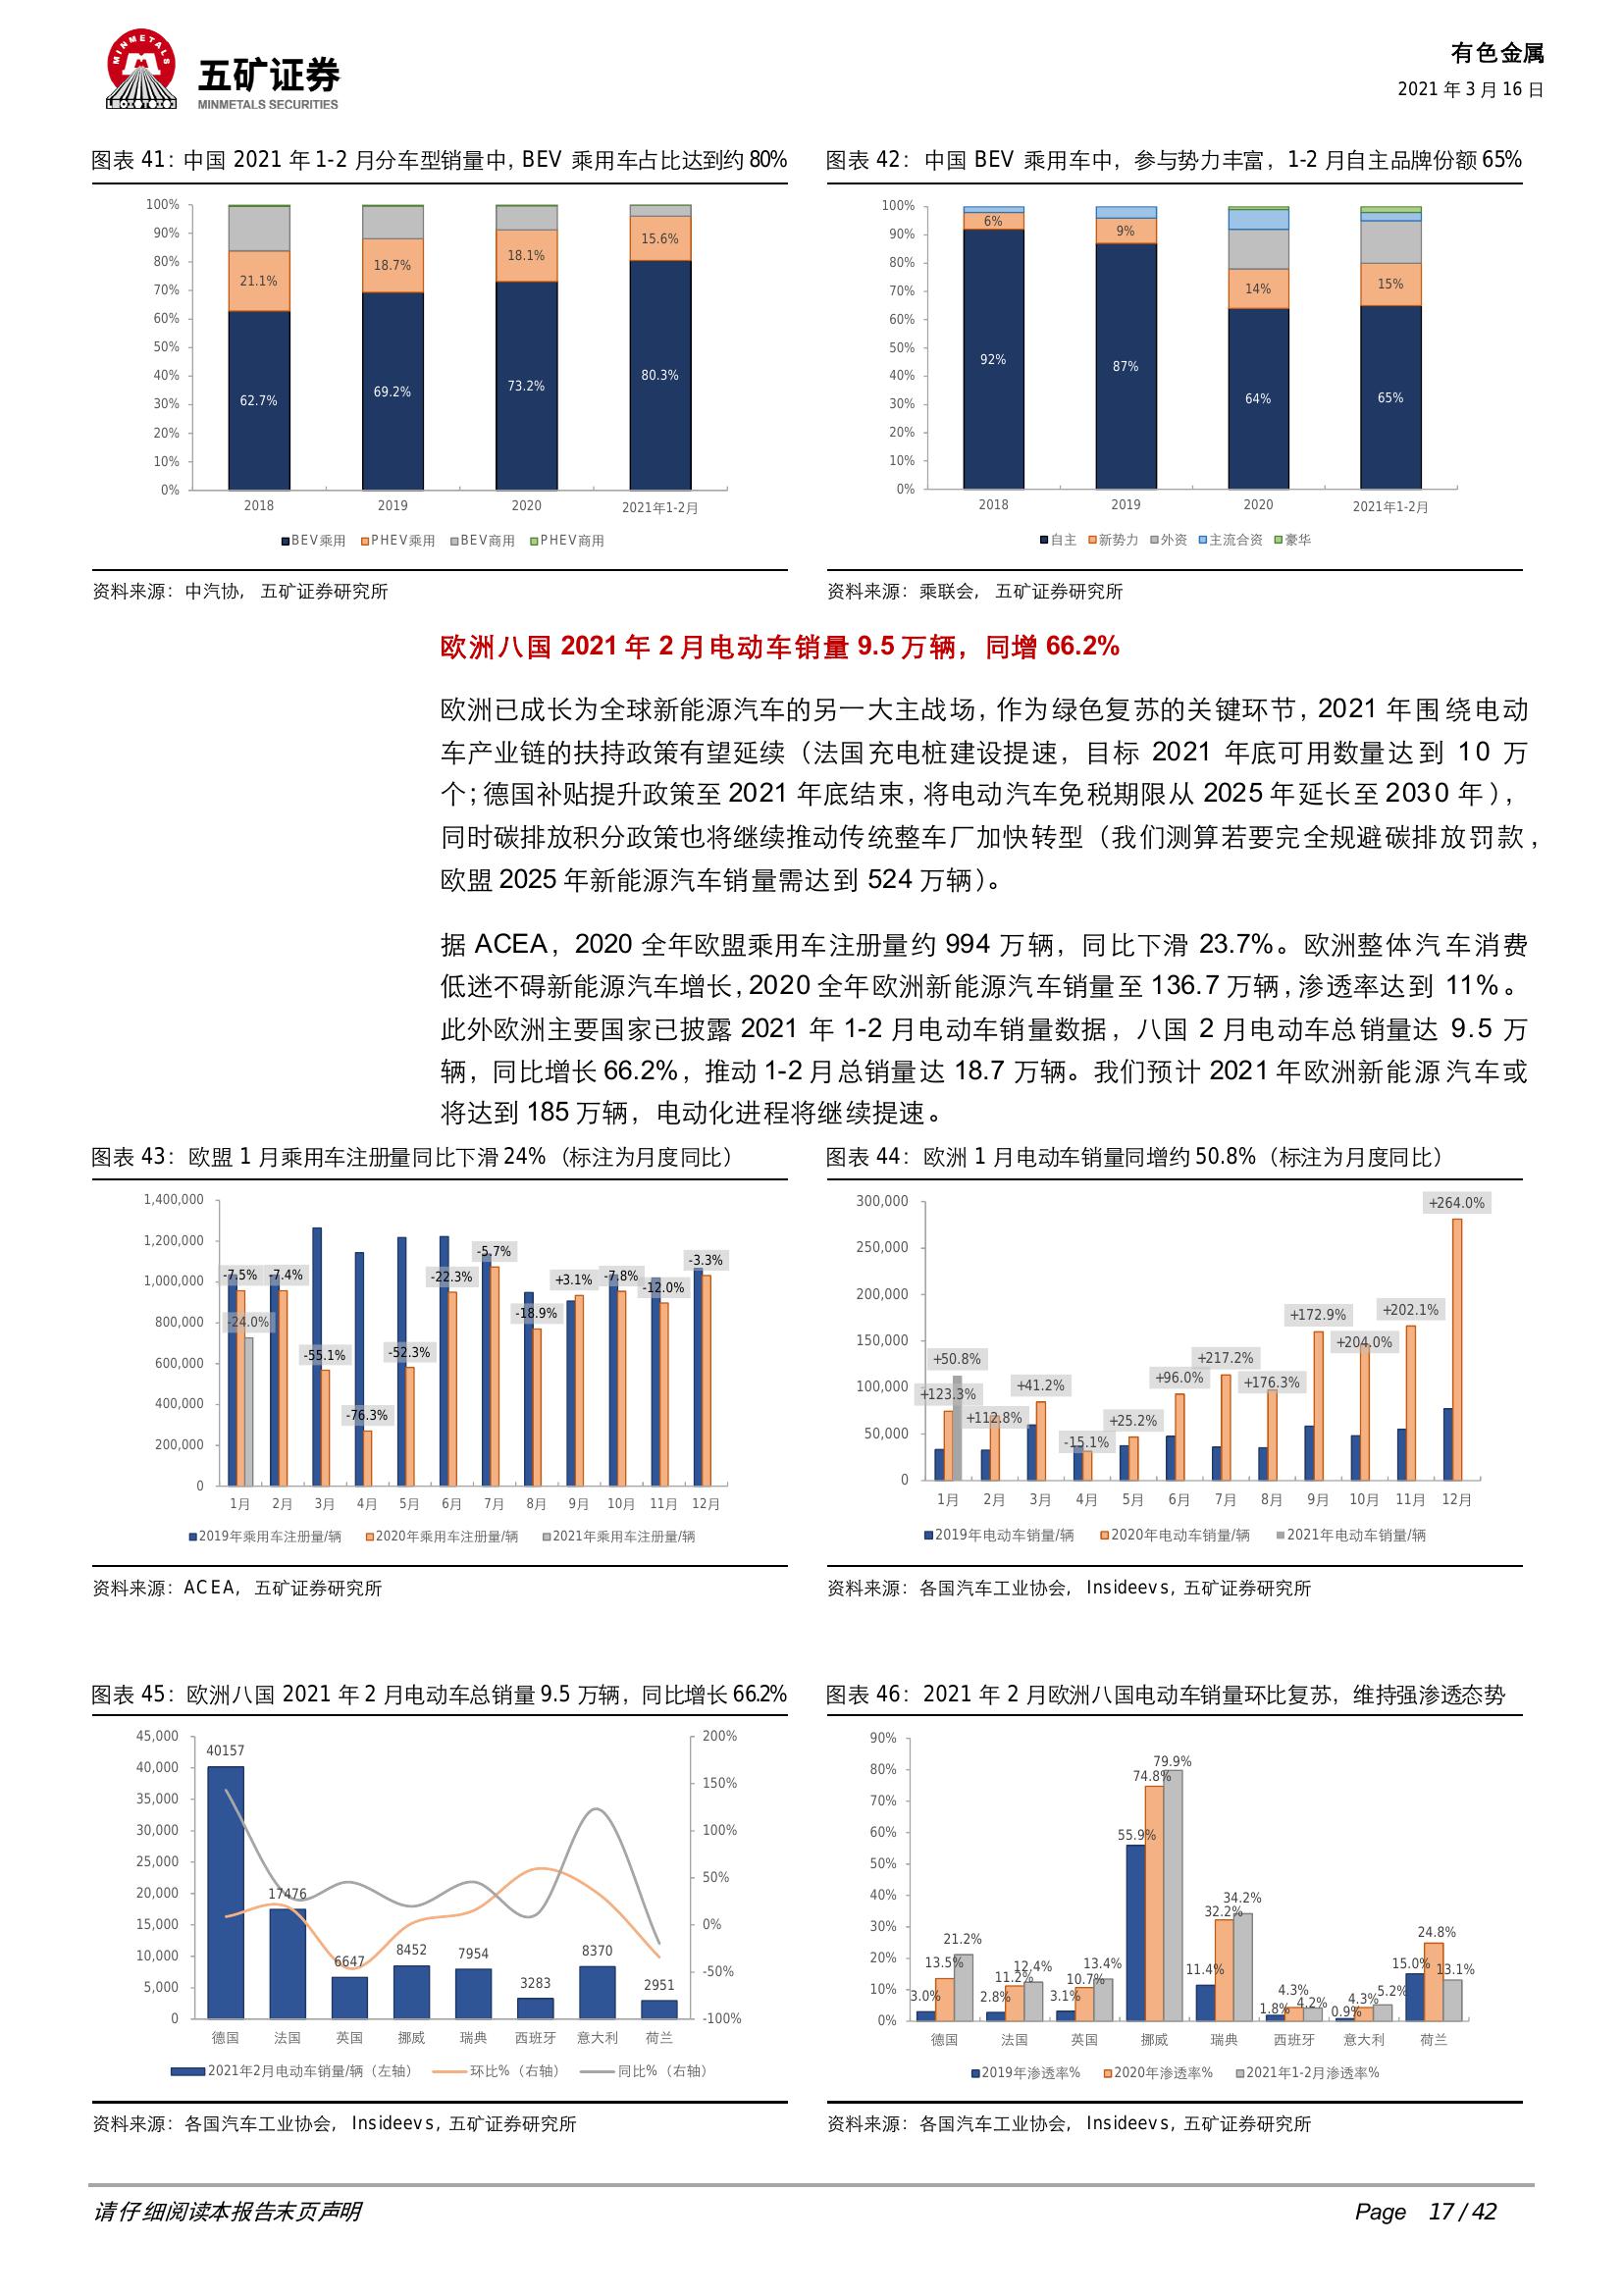 MINMETALS
五矿证券
MINMETALS SECURITIES
有色金属
2021 年 3 月 16 日
图表 41：中国 2021 年 1-2 月分车型销量中，BEV 乘用车占比达到约 80%
100%
90%
80%
70%
60%
50%
40%
30%
20%
10%
0%
21.1%
18.7%
18.1%
15.6%
62.7%
69.2%
73.2%
80.3%
2018
2019
2020
2021年1-2月
BEV乘用
PHEV乘用
BEV商用
PHEV商用
资料来源：中汽协，五矿证券研究所
图表 42：中国 BEV 乘用车中，参与势力丰富，1-2 月自主品牌份额 65%
100%
90%
80%
70%
60%
50%
40%
30%
20%
10%
0%
6%
9%
14%
15%
92%
87%
64%
65%
2018
2019
2020
2021年1-2月
自主
新势力
外资
主流合资
豪华
资料来源：乘联会，五矿证券研究所
欧洲八国 2021 年 2 月电动车销量 9.5 万辆，同增 66.2%
欧洲已成长为全球新能源汽车的另一大主战场，作为绿色复苏的关键环节，2021 年围绕电动
车产业链的扶持政策有望延续（法国充电桩建设提速，目标 2021 年底可用数量达到 10 万
个；德国补贴提升政策至 2021 年底结束，将电动汽车免税期限从 2025 年延长至 2030 年），
同时碳排放积分政策也将继续推动传统整车厂加快转型（我们测算若要完全规避碳排放罚款，
欧盟 2025 年新能源汽车销量需达到 524 万辆）。
据 ACEA，2020 全年欧盟乘用车注册量约 994 万辆，同比下滑 23.7%。欧洲整体汽车消费
低迷不碍新能源汽车增长，2020 全年欧洲新能源汽车销量至 136.7 万辆，渗透率达到 11%。
此外欧洲主要国家已披露 2021 年 1-2 月电动车销量数据，八国 2 月电动车总销量达 9.5 万
辆，同比增长 66.2%，推动 1-2 月总销量达 18.7 万辆。我们预计 2021 年欧洲新能源汽车或
将达到 185 万辆，电动化进程将继续提速。
图表 43：欧盟 1 月乘用车注册量同比下滑 24%（标注为月度同比）
1,400,000
1,200,000
1,000,000
800,000
600,000
400,000
200,000
0
-7.5%
-24.0%
-7.4%
-55.1%
-76.3%
-52.3%
-22.3%
-5.7%
-18.9%
+3.1%
-7.8%
-12.0%
-3.3%
1月
2月
3月
4月
5月
6月
7月
8月
9月
10月
11月
12月
2019年乘用车注册量/辆
2020年乘用车注册量/辆
2021年乘用车注册量/辆
资料来源：ACEA，五矿证券研究所
图表 44：欧洲 1 月电动车销量同增约 50.8%（标注为月度同比）
300,000
250,000
200,000
150,000
100,000
50,000
0
+50.8%
+123.3%
+112.8%
+41.2%
-15.1%
+25.2%
+96.0%
+217.2%
+176.3%
+172.9%
+204.0%
+202.1%
+264.0%
1月
2月
3月
4月
5月
6月
7月
8月
9月
10月
11月
12月
2019年电动车销量/辆
2020年电动车销量/辆
2021年电动车销量/辆
资料来源：各国汽车工业协会，Insideevs，五矿证券研究所
图表 45：欧洲八国 2021 年 2 月电动车总销量 9.5 万辆，同比增长 66.2%
45,000
40,000
35,000
30,000
25,000
20,000
15,000
10,000
5,000
0
200%
150%
100%
50%
0%
-50%
-100%
40157
17476
6647
8452
7954
3283
8370
2951
德国
法国
英国
挪威
瑞典
西班牙
意大利
荷兰
2021年2月电动车销量/辆（左轴）
环比%（右轴）
同比%（右轴）
资料来源：各国汽车工业协会，Insideevs，五矿证券研究所
图表 46：2021 年 2 月欧洲八国电动车销量环比复苏，维持强渗透态势
90%
80%
70%
60%
50%
40%
30%
20%
10%
0%
3.0%
13.5%
21.2%
2.8%
11.2%
12.4%
3.1%
10.7%
13.4%
55.9%
74.8%
79.9%
11.4%
32.2%
34.2%
1.8%
4.3%
4.2%
0.9%
4.3%
5.2%
15.0%
24.8%
13.1%
德国
法国
英国
挪威
瑞典
西班牙
意大利
荷兰
2019年渗透率%
2020年渗透率%
2021年1-2月渗透率%
资料来源：各国汽车工业协会，Insideevs，五矿证券研究所
请仔细阅读本报告末页声明
Page 17 / 42